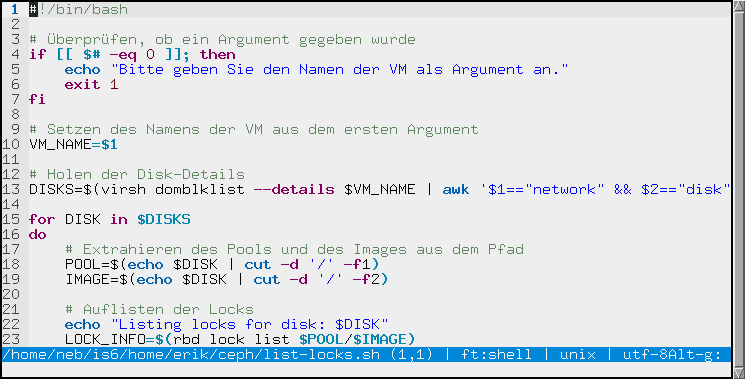 1 #!/bin/bash
2
3 # Überprüfen, ob ein Argument gegeben wurde
4 if [[ $# -eq 0 ]]; then
5     echo "Bitte geben Sie den Namen der VM als Argument an."
6     exit 1
7 fi
8
9 # Setzen des Namens der VM aus dem ersten Argument
10 VM_NAME=$1
11
12 # Holen der Disk-Details
13 DISKS=$(virsh domblklist --details $VM_NAME | awk '$1=="network" && $2=="disk"
14
15 for DISK in $DISKS
16 do
17     # Extrahieren des Pools und des Images aus dem Pfad
18     POOL=$(echo $DISK | cut -d '/' -f1)
19     IMAGE=$(echo $DISK | cut -d '/' -f2)
20
21     # Auflisten der Locks
22     echo "Listing locks for disk: $DISK"
23     LOCK_INFO=$(rbd lock list $POOL/$IMAGE)
/home/neb/is6/home/erik/ceph/list-locks.sh (1,1) | ft:shell | unix | utf-8Alt-g: